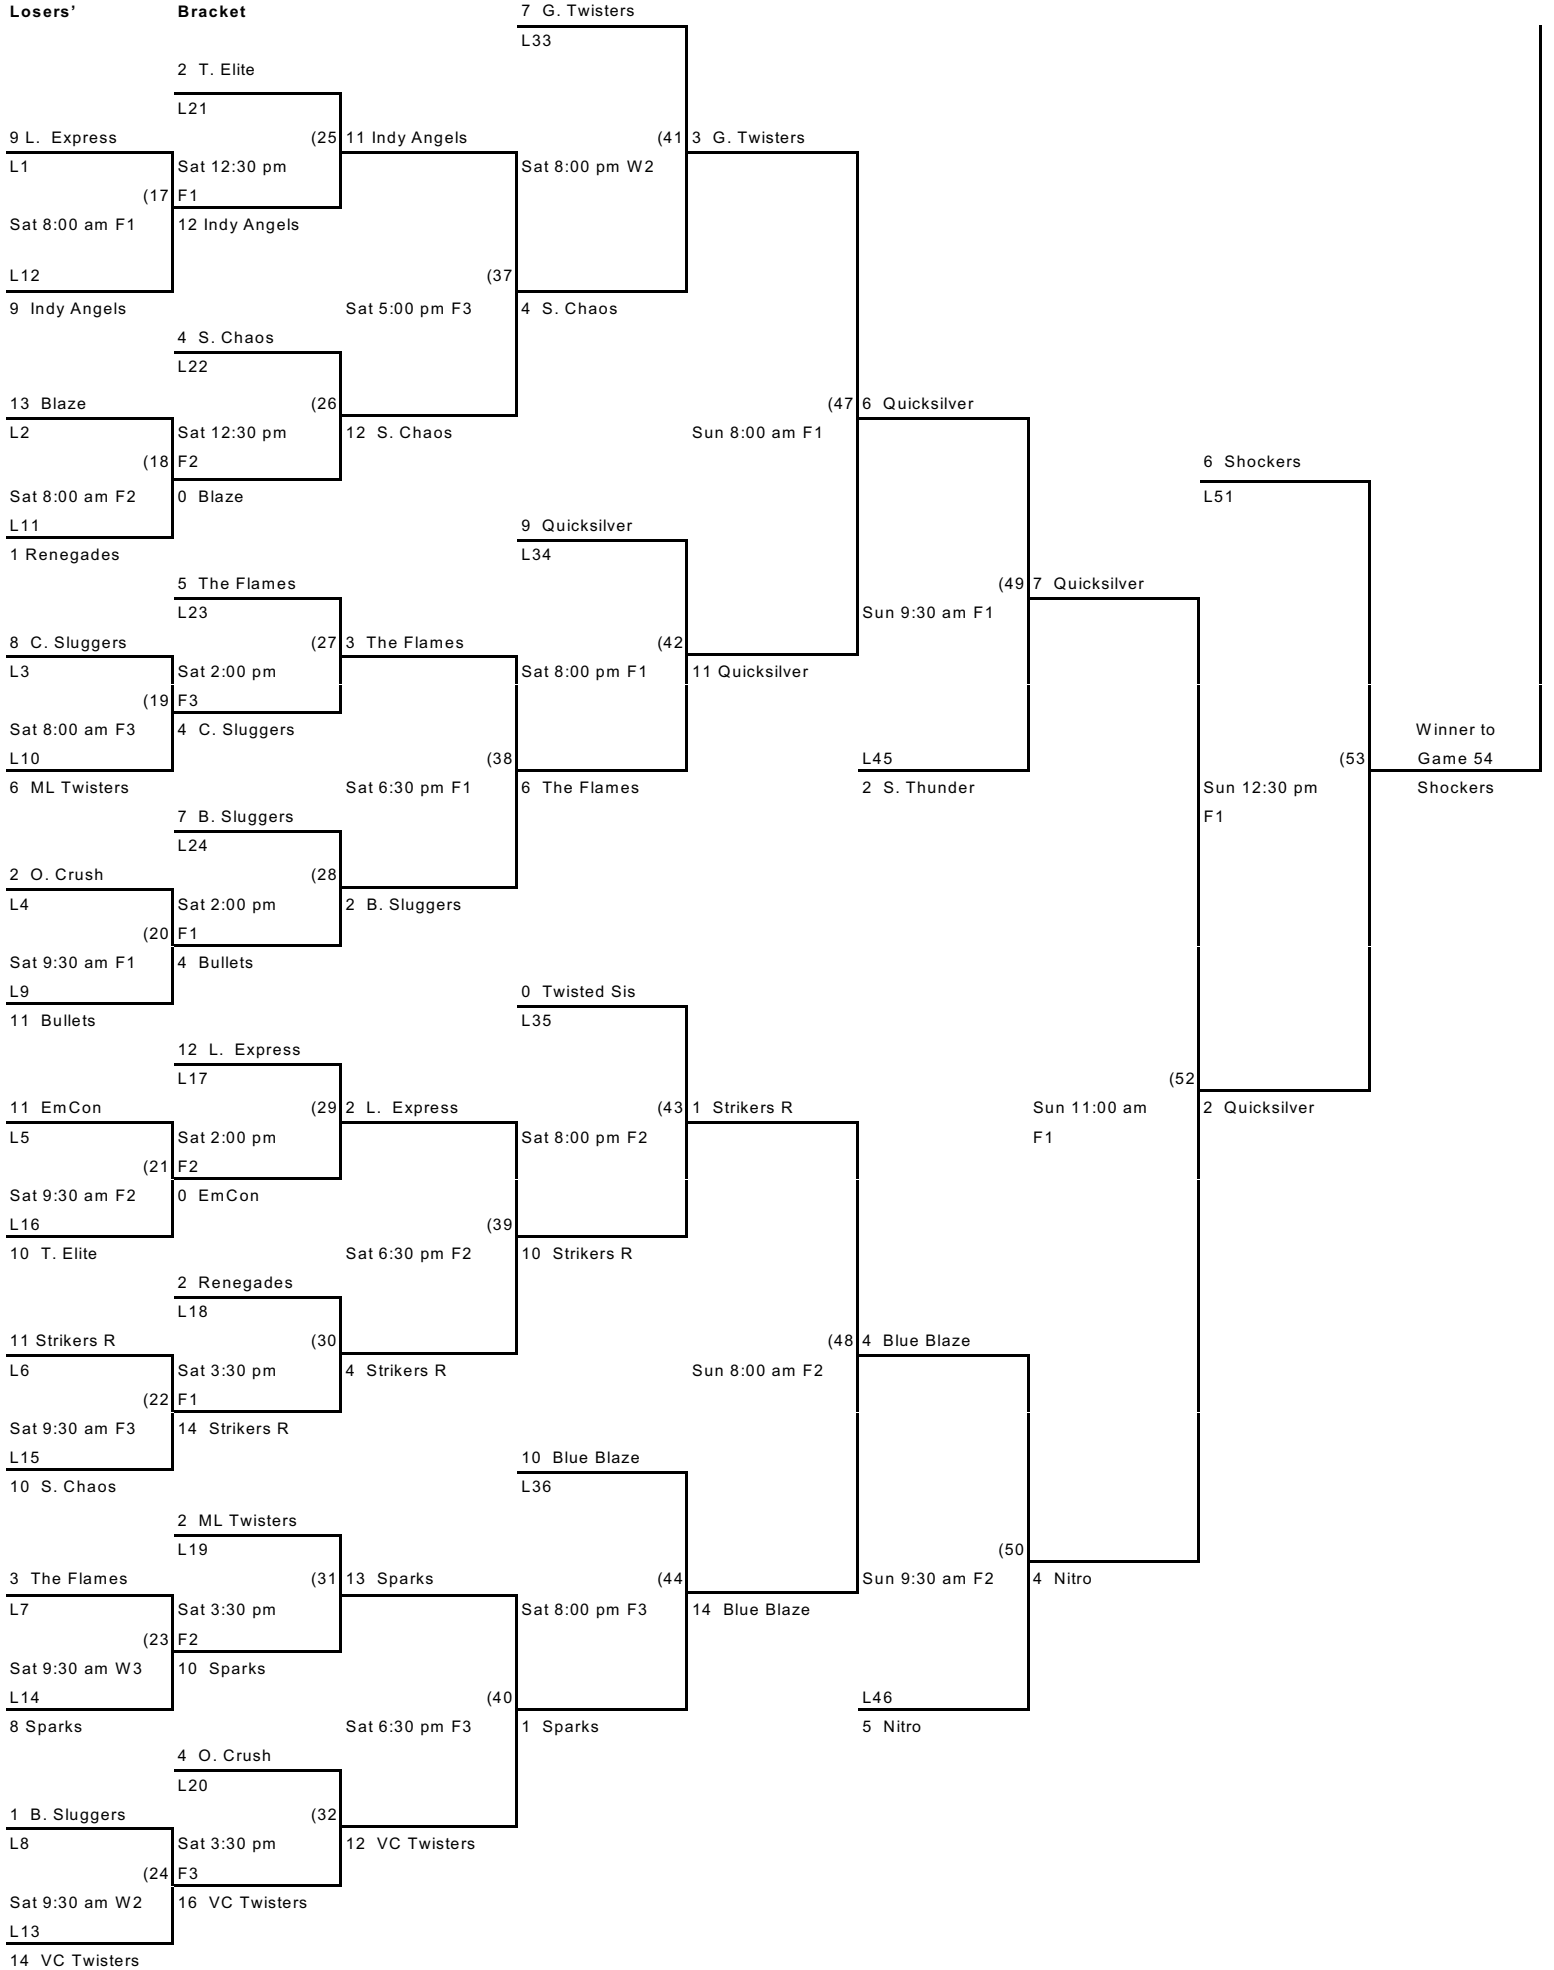 Losers’ Bracket
7 G. Twisters
L33
2 T. Elite
L21
9 L. Express
(25
11 Indy Angels
(41
3 G. Twisters
L1
Sat 12:30 pm
Sat 8:00 pm W2
(17
F1
Sat 8:00 am F1
12 Indy Angels
L12
(37
9 Indy Angels
Sat 5:00 pm F3
4 S. Chaos
4 S. Chaos
L22
13 Blaze
(26
(47
6 Quicksilver
L2
Sat 12:30 pm
12 S. Chaos
Sun 8:00 am F1
(18
F2
6 Shockers
Sat 8:00 am F2
0 Blaze
L51
L11
9 Quicksilver
1 Renegades
L34
5 The Flames
(49
7 Quicksilver
L23
Sun 9:30 am F1
8 C. Sluggers
(27
3 The Flames
(42
L3
Sat 2:00 pm
Sat 8:00 pm F1
11 Quicksilver
(19
F3
Sat 8:00 am F3
4 C. Sluggers
Winner to
L10
(38
L45
(53
Game 54
6 ML Twisters
Sat 6:30 pm F1
6 The Flames
2 S. Thunder
Sun 12:30 pm
Shockers
7 B. Sluggers
F1
L24
2 O. Crush
(28
L4
Sat 2:00 pm
2 B. Sluggers
(20
F1
Sat 9:30 am F1
4 Bullets
L9
0 Twisted Sis
11 Bullets
L35
12 L. Express
L17
(52
11 EmCon
(29
2 L. Express
(43
1 Strikers R
Sun 11:00 am
2 Quicksilver
L5
Sat 2:00 pm
Sat 8:00 pm F2
F1
(21
F2
Sat 9:30 am F2
0 EmCon
L16
(39
10 T. Elite
Sat 6:30 pm F2
10 Strikers R
2 Renegades
L18
11 Strikers R
(30
(48
4 Blue Blaze
L6
Sat 3:30 pm
4 Strikers R
Sun 8:00 am F2
(22
F1
Sat 9:30 am F3
14 Strikers R
L15
10 Blue Blaze
10 S. Chaos
L36
2 ML Twisters
L19
(50
3 The Flames
(31
13 Sparks
(44
Sun 9:30 am F2
4 Nitro
L7
Sat 3:30 pm
Sat 8:00 pm F3
14 Blue Blaze
(23
F2
Sat 9:30 am W3
10 Sparks
L14
(40
L46
8 Sparks
Sat 6:30 pm F3
1 Sparks
5 Nitro
4 O. Crush
L20
1 B. Sluggers
(32
L8
Sat 3:30 pm
12 VC Twisters
(24
F3
Sat 9:30 am W2
16 VC Twisters
L13
14 VC Twisters